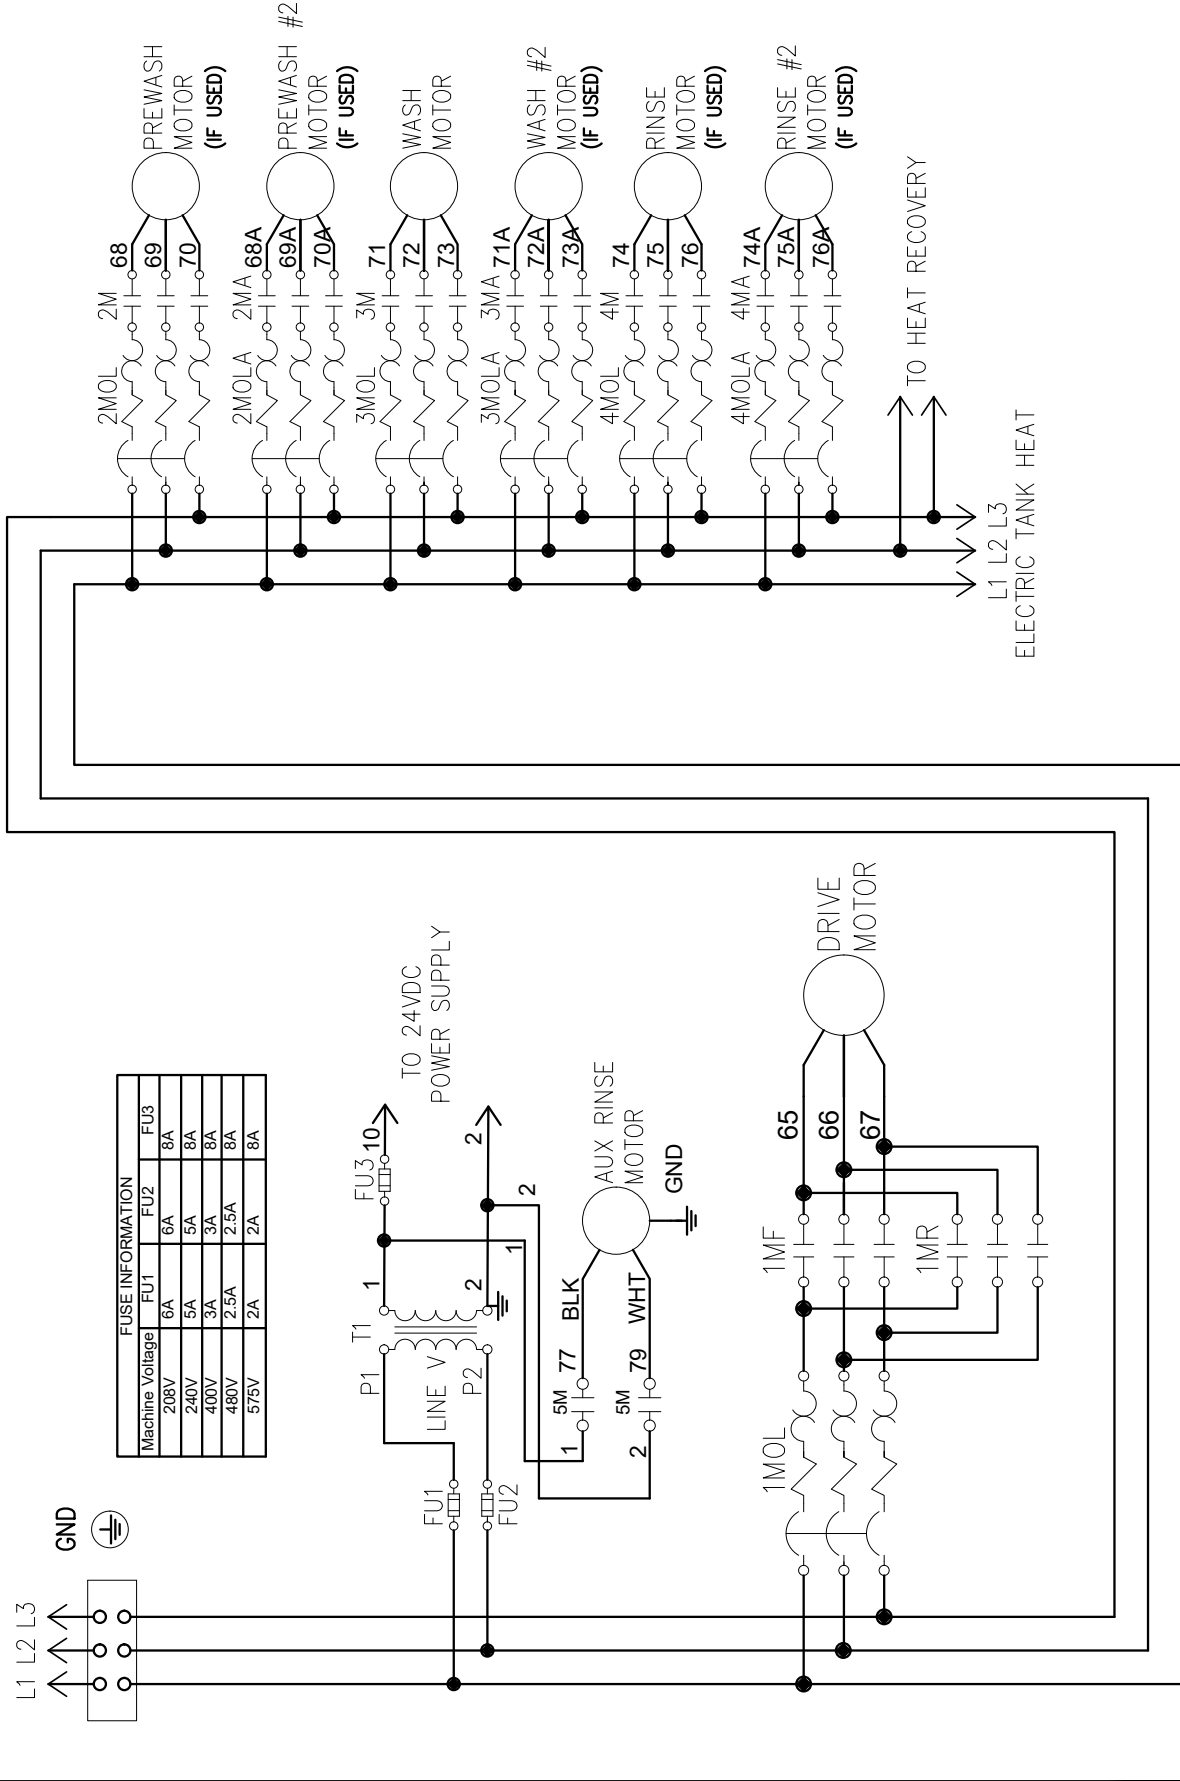 L1 L2 L3
GND
FUSE INFORMATION
Machine Voltage FU1 FU2 FU3
208V 6A 6A 8A
240V 5A 5A 8A
400V 3A 3A 8A
480V 2.5A 2.5A 8A
575V 2A 2A 8A
FU1
FU2
P1
T1
LINE V
P2
1
2
FU3
10
2
TO 24VDC
POWER SUPPLY
1
2
1
5M
77
BLK
2
5M
79
WHT
AUX RINSE
MOTOR
GND
1MOL
1MF
1MR
65
66
67
DRIVE
MOTOR
2MOL
2M
68
69
70
PREWASH
MOTOR
(IF USED)
2MOLA
2MA
68A
69A
70A
PREWASH #2
MOTOR
(IF USED)
3MOL
3M
71
72
73
WASH
MOTOR
3MOLA
3MA
71A
72A
73A
WASH #2
MOTOR
(IF USED)
4MOL
4M
74
75
76
RINSE
MOTOR
(IF USED)
4MOLA
4MA
74A
75A
76A
RINSE #2
MOTOR
(IF USED)
TO HEAT RECOVERY
L1 L2 L3
ELECTRIC TANK HEAT